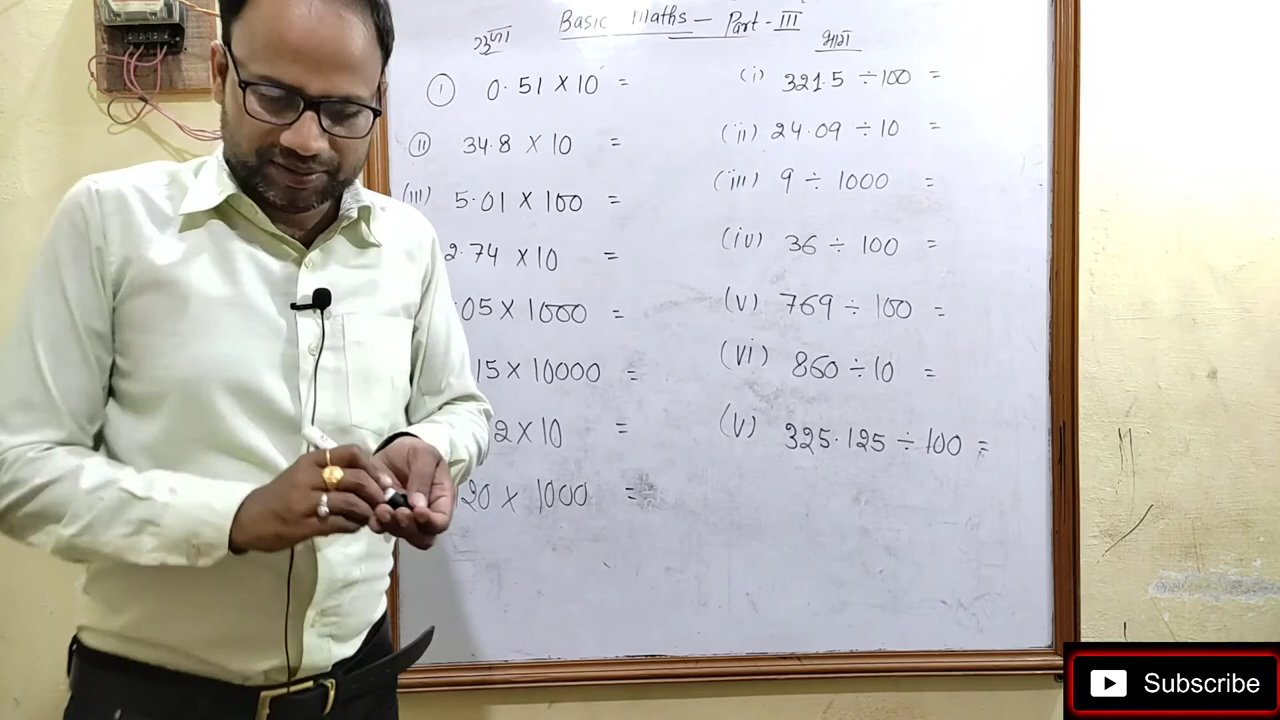 Basic Maths - Part - III
गुणा
भाग
(I) 0.51 × 10 =
(II) 34.8 × 10 =
(III) 5.01 × 100 =
2.74 × 10 =
05 × 1000 =
15 × 10000 =
2 × 10 =
20 × 1000 =
(i) 321.5 ÷ 100 =
(ii) 24.09 ÷ 10 =
(iii) 9 ÷ 1000 =
(iv) 36 ÷ 100 =
(v) 769 ÷ 100 =
(vi) 860 ÷ 10 =
(v) 325.125 ÷ 100 =
Subscribe